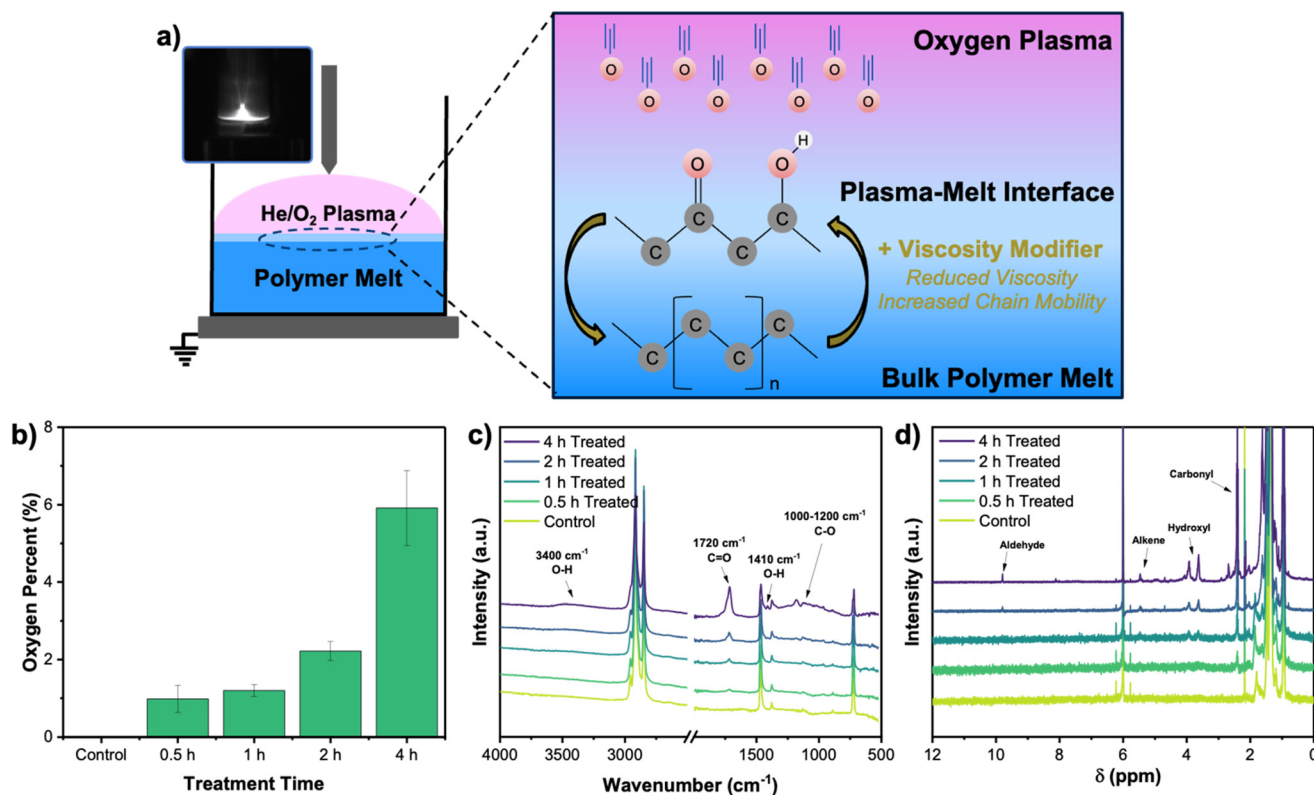 a)
He/O₂ Plasma
Polymer Melt
Oxygen Plasma
O O O O
O O O O
H
O O
Plasma-Melt Interface
C C
C C C
+ Viscosity Modifier
Reduced Viscosity
Increased Chain Mobility
C C
C C
n
Bulk Polymer Melt
b)
Oxygen Percent (%)
8
6
4
2
0
Control 0.5 h 1 h 2 h 4 h
Treatment Time
c)
Intensity (a.u.)
4 h Treated
2 h Treated
1 h Treated
0.5 h Treated
Control
3400 cm⁻¹
O-H
1720 cm⁻¹
C=O
1410 cm⁻¹
O-H
1000-1200 cm⁻¹
C-O
4000 3000 1500 1000 500
Wavenumber (cm⁻¹)
d)
Intensity (a.u.)
4 h Treated
2 h Treated
1 h Treated
0.5 h Treated
Control
Carbonyl
Hydroxyl
Alkene
Aldehyde
12 10 8 6 4 2 0
δ (ppm)